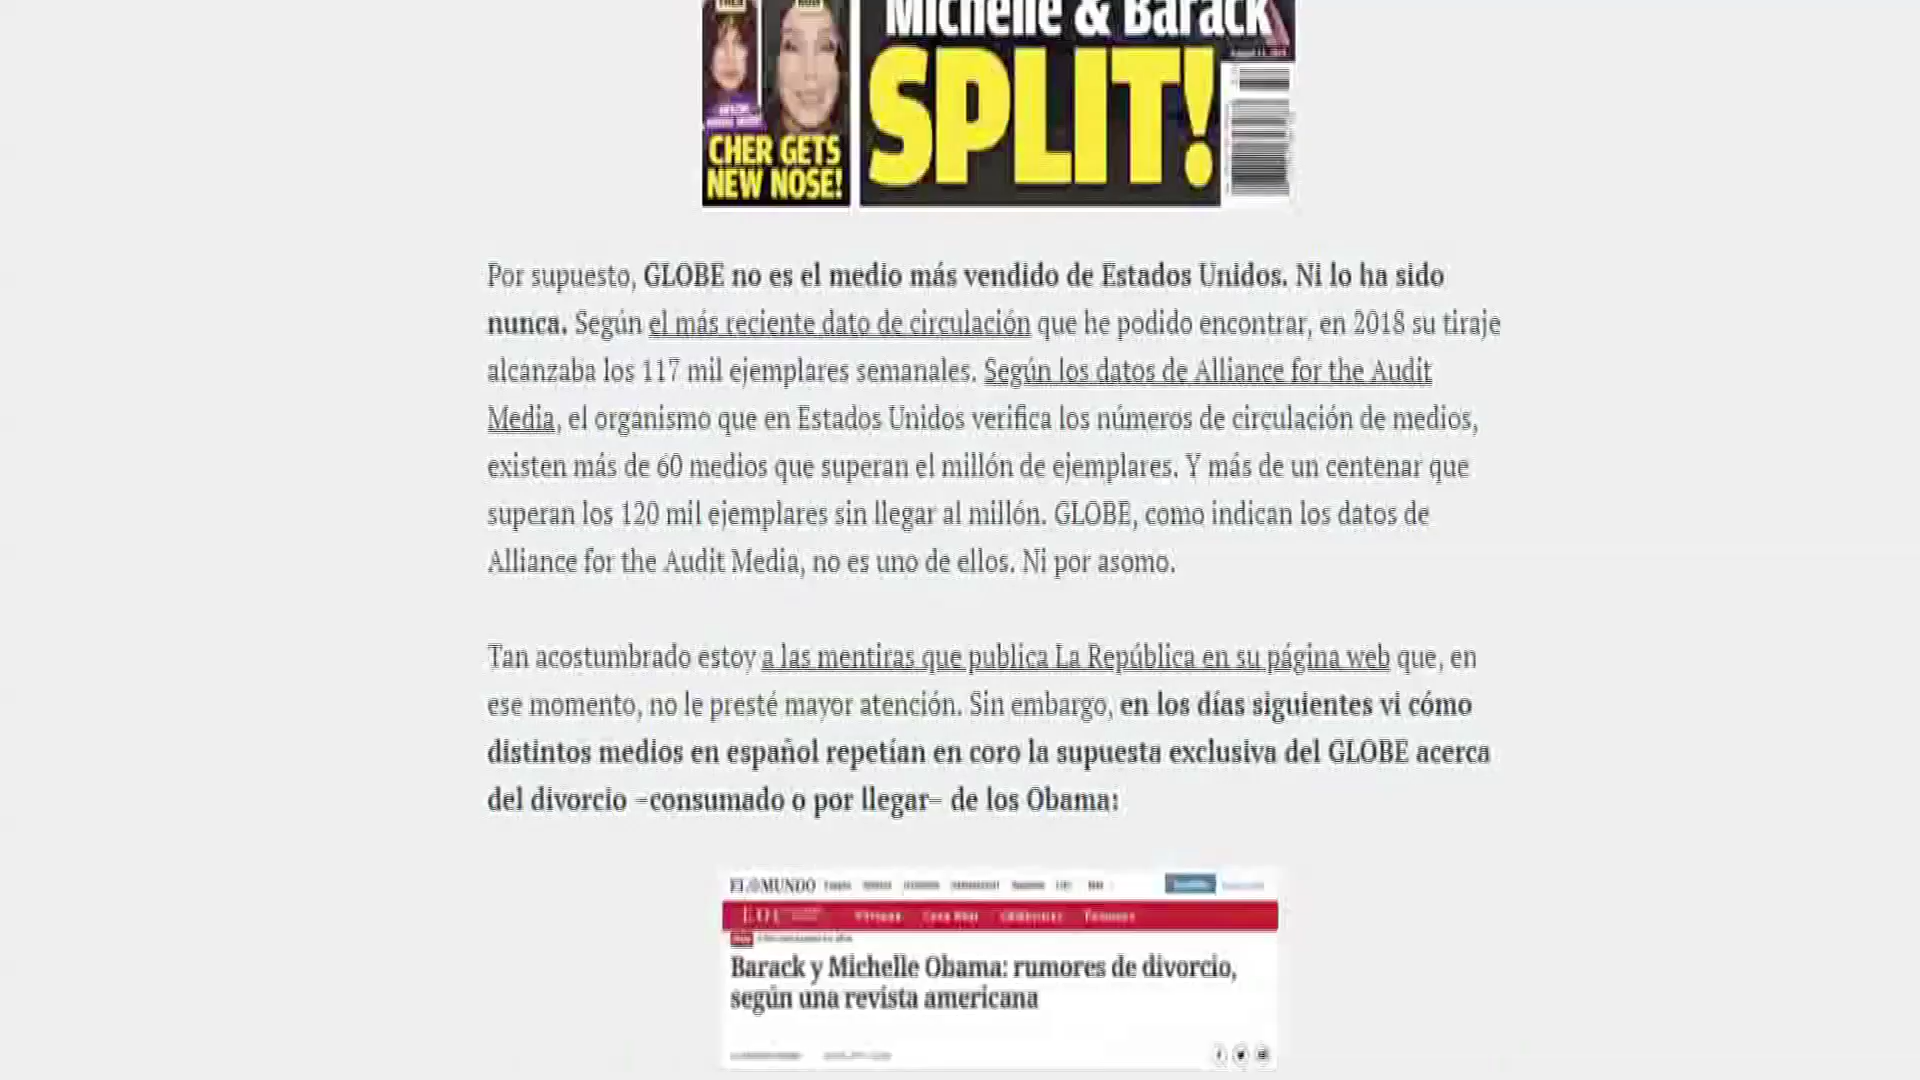 THEN
NOW
Michelle & Barack
SPLIT!
CHER GETS
NEW NOSE!
Por supuesto, GLOBE no es el medio más vendido de Estados Unidos. Ni lo ha sido
nunca. Según el más reciente dato de circulación que he podido encontrar, en 2018 su tiraje
alcanzaba los 117 mil ejemplares semanales. Según los datos de Alliance for the Audit
Media, el organismo que en Estados Unidos verifica los números de circulación de medios,
existen más de 60 medios que superan el millón de ejemplares. Y más de un centenar que
superan los 120 mil ejemplares sin llegar al millón. GLOBE, como indican los datos de
Alliance for the Audit Media, no es uno de ellos. Ni por asomo.
Tan acostumbrado estoy a las mentiras que publica La República en su página web que, en
ese momento, no le presté mayor atención. Sin embargo, en los días siguientes vi cómo
distintos medios en español repetían en coro la supuesta exclusiva del GLOBE acerca
del divorcio –consumado o por llegar– de los Obama:
EL MUNDO
LOC
Casa Real
Celebrities
Barack y Michelle Obama: rumores de divorcio,
según una revista americana